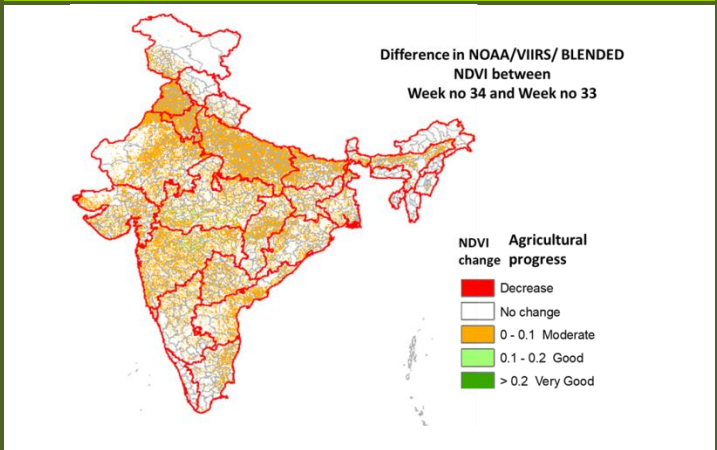 Difference in NOAA/VIIRS/ BLENDED
NDVI between
Week no 34 and Week no 33
NDVI change
Agricultural progress
Decrease
No change
0 - 0.1 Moderate
0.1 - 0.2 Good
> 0.2 Very Good